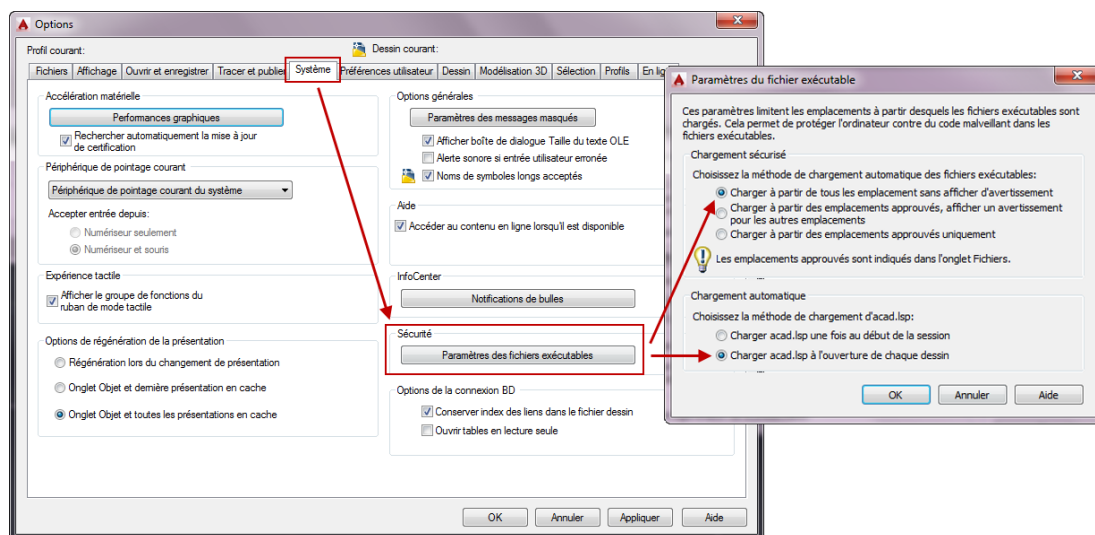 Options
Profil courant:
Dessin courant:
Fichiers
Affichage
Ouvrir et enregistrer
Tracer et publier
Système
Préférences utilisateur
Dessin
Modélisation 3D
Sélection
Profils
En lig
Accélération matérielle
Performances graphiques
Rechercher automatiquement la mise à jour
de certification
Périphérique de pointage courant
Périphérique de pointage courant du système
Accepter entrée depuis:
Numériseur seulement
Numériseur et souris
Expérience tactile
Afficher le groupe de fonctions du
ruban de mode tactile
Options de régénération de la présentation
Régénération lors du changement de présentation
Onglet Objet et dernière présentation en cache
Onglet Objet et toutes les présentations en cache
Options générales
Paramètres des messages masqués
Afficher boîte de dialogue Taille du texte OLE
Alerte sonore si entrée utilisateur erronée
Noms de symboles longs acceptés
Aide
Accéder au contenu en ligne lorsqu'il est disponible
InfoCenter
Notifications de bulles
Sécurité
Paramètres des fichiers exécutables
Options de la connexion BD
Conserver index des liens dans le fichier dessin
Ouvrir tables en lecture seule
OK
Annuler
Appliquer
Aide
Paramètres du fichier exécutable
Ces paramètres limitent les emplacements à partir desquels les fichiers exécutables sont
chargés. Cela permet de protéger l'ordinateur contre du code malveillant dans les
fichiers exécutables.
Chargement sécurisé
Choisissez la méthode de chargement automatique des fichiers exécutables:
Charger à partir de tous les emplacement sans afficher d'avertissement
Charger à partir des emplacements approuvés, afficher un avertissement
pour les autres emplacements
Charger à partir des emplacements approuvés uniquement
Les emplacements approuvés sont indiqués dans l'onglet Fichiers.
Chargement automatique
Choisissez la méthode de chargement d'acad.lsp:
Charger acad.lsp une fois au début de la session
Charger acad.lsp à l'ouverture de chaque dessin
OK
Annuler
Aide